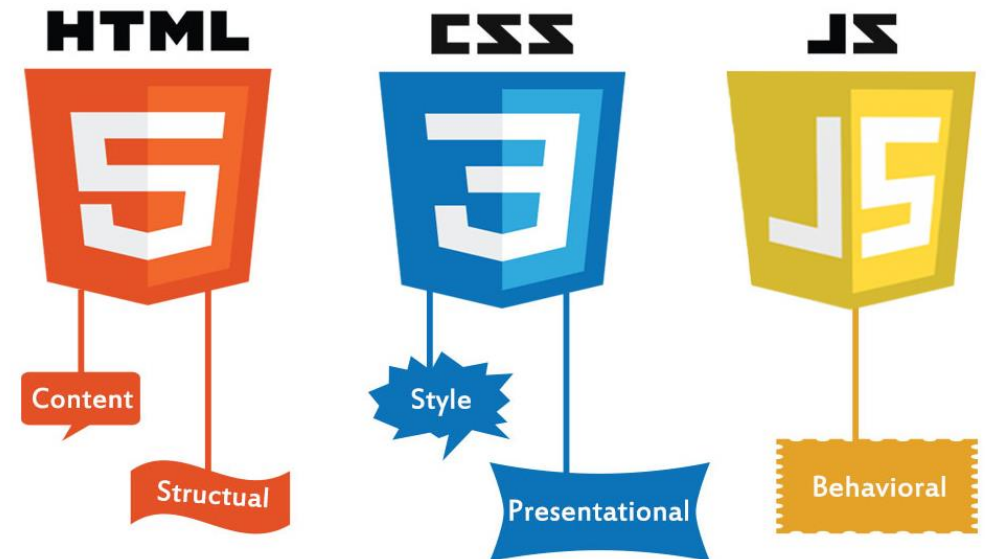 HTML
CSS
JS
5
3
JS
Content
Style
Structual
Presentational
Behavioral